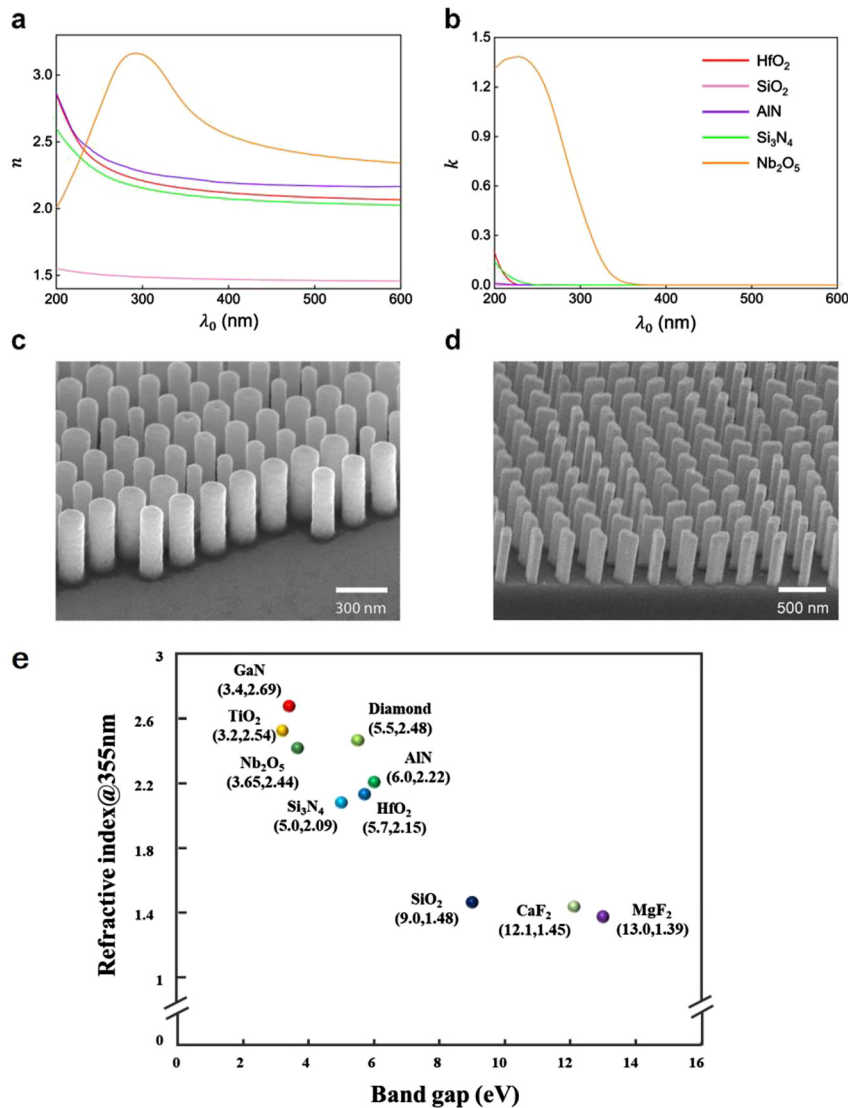 a
3.0
2.5
2.0
1.5
n
200 300 400 500 600
λ0 (nm)
b
1.5
1.2
0.9
0.6
0.3
0.0
k
HfO2
SiO2
AlN
Si3N4
Nb2O5
200 300 400 500 600
λ0 (nm)
c
300 nm
d
500 nm
e
3
2.6
2.2
1.8
1.4
1
0
Refractive index@355nm
GaN
(3.4,2.69)
TiO2
(3.2,2.54)
Nb2O5
(3.65,2.44)
Diamond
(5.5,2.48)
AlN
(6.0,2.22)
Si3N4
(5.0,2.09)
HfO2
(5.7,2.15)
SiO2
(9.0,1.48)
CaF2
(12.1,1.45)
MgF2
(13.0,1.39)
0 2 4 6 8 10 12 14 16
Band gap (eV)